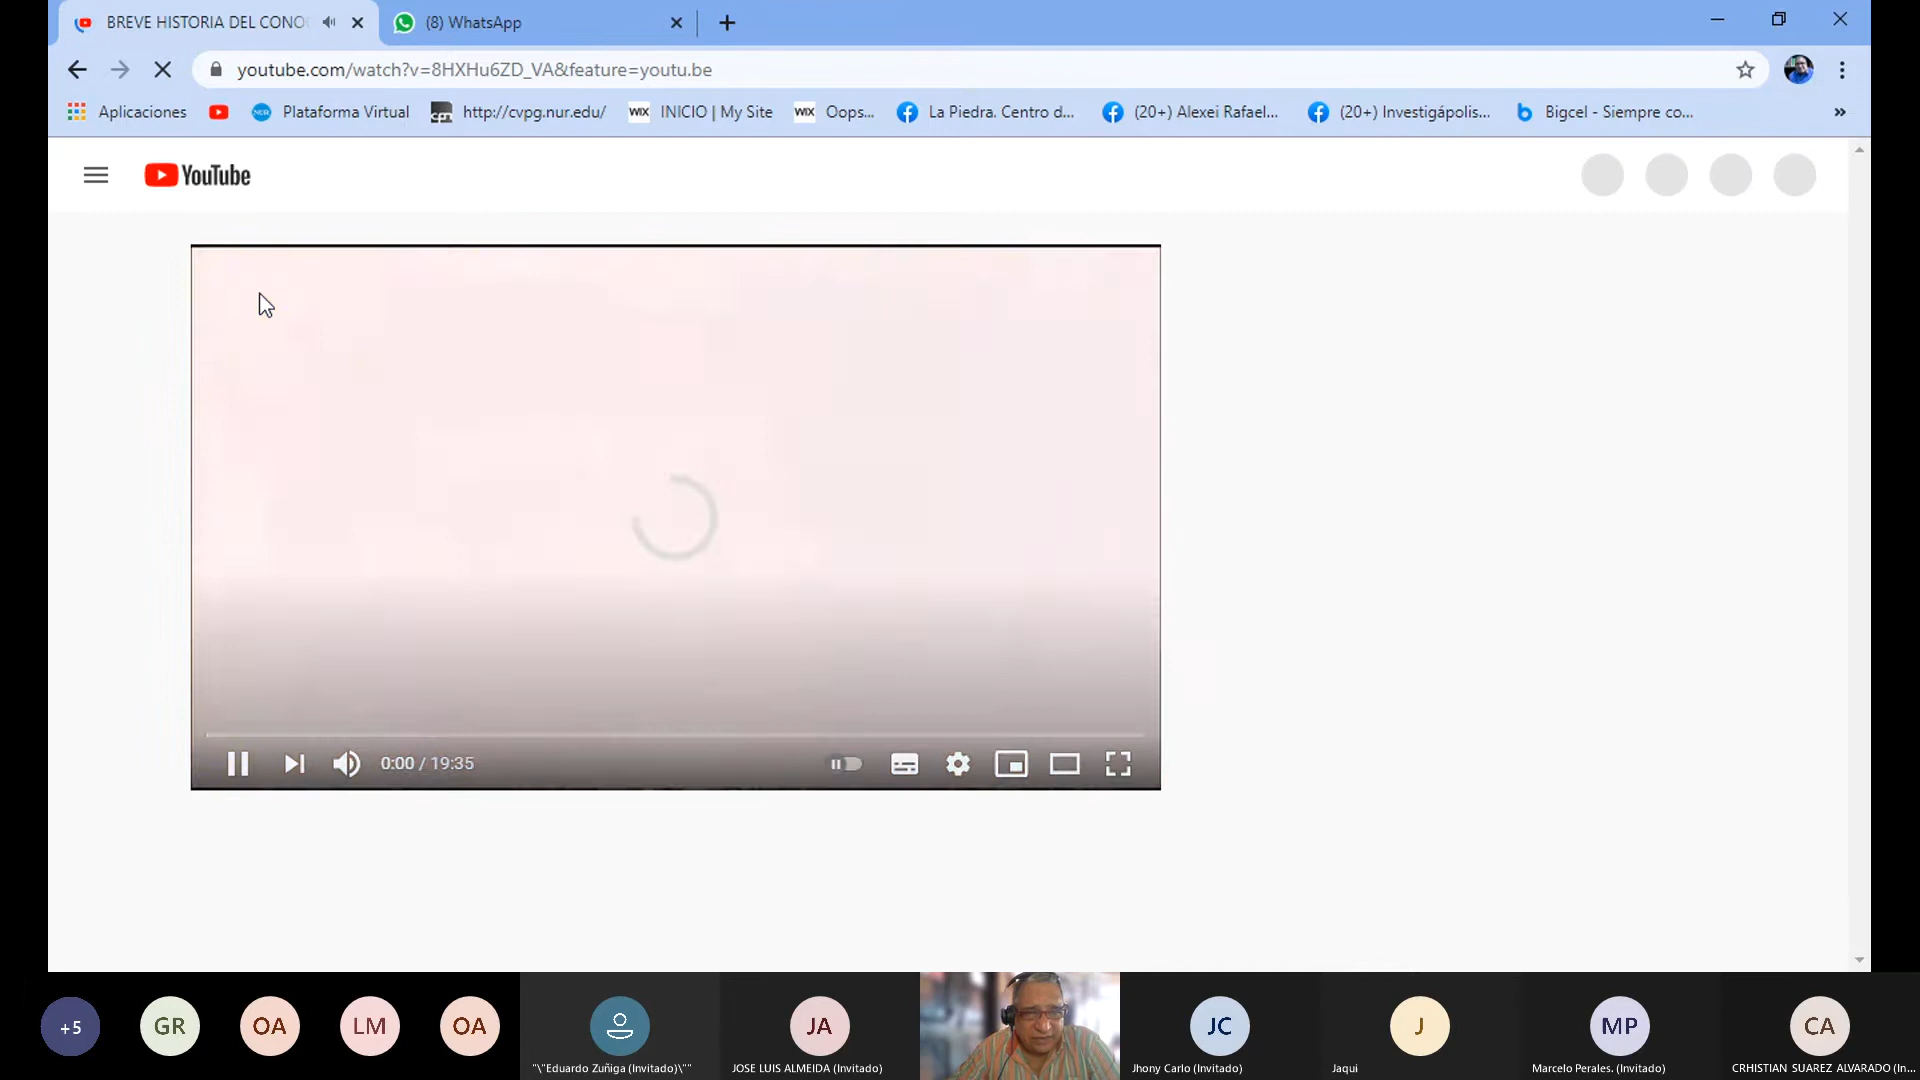 BREVE HISTORIA DEL CONO
(8) WhatsApp
youtube.com/watch?v=8HXHu6ZD_VA&feature=youtu.be
Aplicaciones
NUR
Plataforma Virtual
http://cvpg.nur.edu/
WIX
INICIO | My Site
WIX
Oops...
La Piedra. Centro d...
(20+) Alexei Rafael...
(20+) Investigápolis...
b
Bigcel - Siempre co...
YouTube
0:00 / 19:35
+5
GR
OA
LM
OA
JA
JC
J
MP
CA
"\"Eduardo Zuñiga (Invitado)\""
JOSE LUIS ALMEIDA (Invitado)
Jhony Carlo (Invitado)
Jaqui
Marcelo Perales. (Invitado)
CRHISTIAN SUAREZ ALVARADO (In...